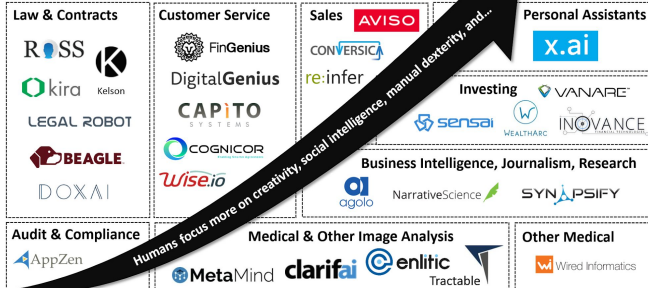 Law & Contracts
ROSS
kira
Kelson
LEGAL ROBOT
BEAGLE
DOXAI
Customer Service
FinGenius
DigitalGenius
CAPITO
SYSTEMS
COGNICOR
Wise.io
Sales
AVISO
CONVERSICA
re:infer
Personal Assistants
x.ai
Investing
VANARE
sensai
WEALTHARC
INOVANCE
FINANCIAL TECHNOLOGIES
Business Intelligence, Journalism, Research
agolo
NarrativeScience
SYNAPSIFY
Humans focus more on creativity, social intelligence, manual dexterity, and...
Audit & Compliance
AppZen
Medical & Other Image Analysis
MetaMind
clarifai
enlitic
Tractable
Other Medical
Wired Informatics